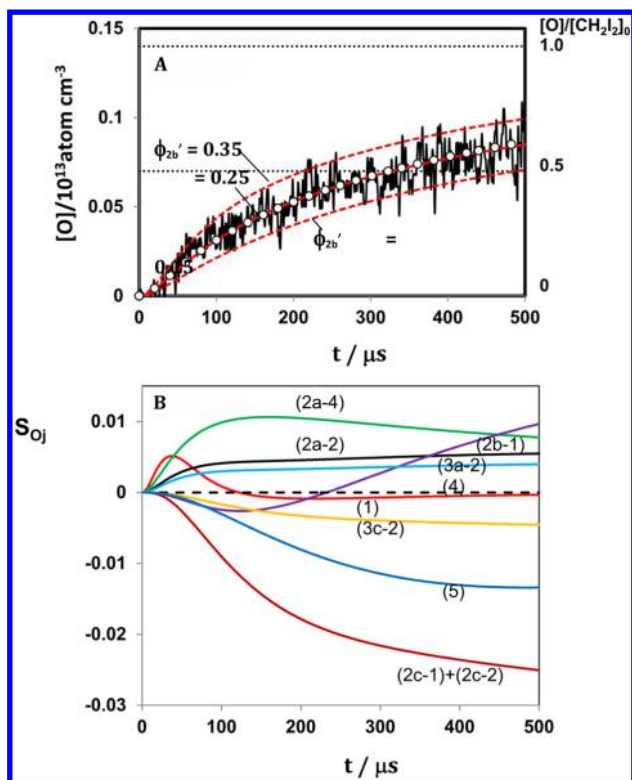 [O]/[CH2I2]0
0.15
1.0
A
0.1
[O]/10¹³atom cm⁻³
ϕ2b' = 0.35
= 0.25
0.5
0.05
ϕ2b' =
0.05
0
0
0
100
200
300
400
500
t / μs
B
SOj
0.01
(2a-4)
(2a-2)
(2b-1)
(3a-2)
(4)
0
(1)
(3c-2)
-0.01
(5)
-0.02
(2c-1)+(2c-2)
-0.03
0
100
200
300
400
500
t / μs